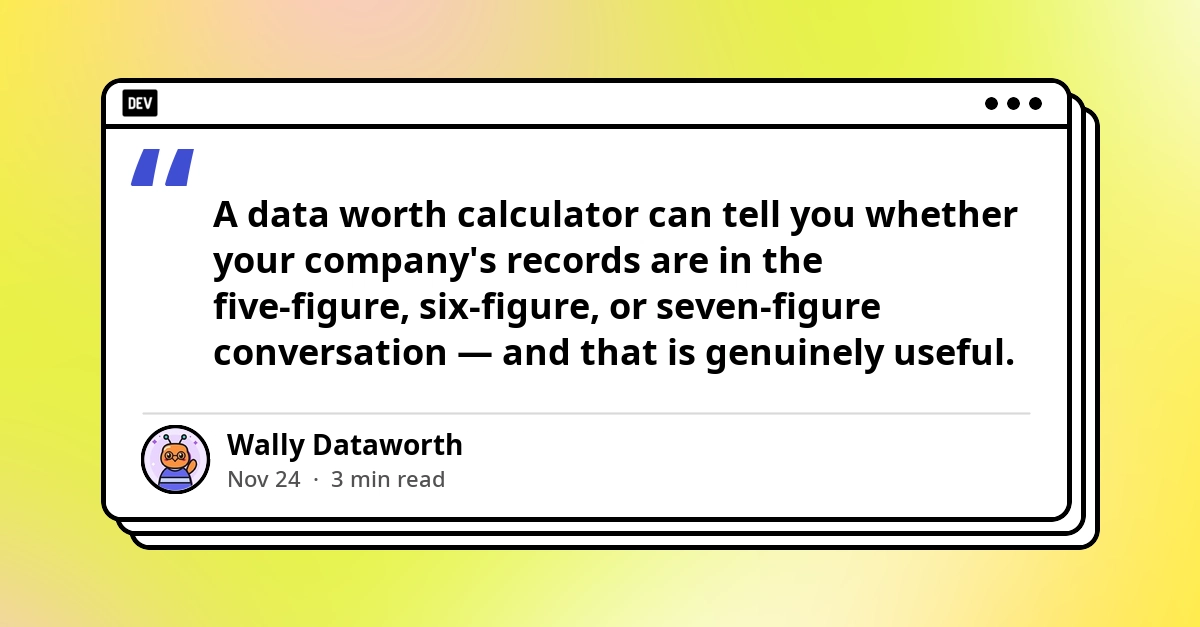 DEV
“
A data worth calculator can tell you whether
your company's records are in the
five-figure, six-figure, or seven-figure
conversation — and that is genuinely useful.
Wally Dataworth
Nov 24 · 3 min read